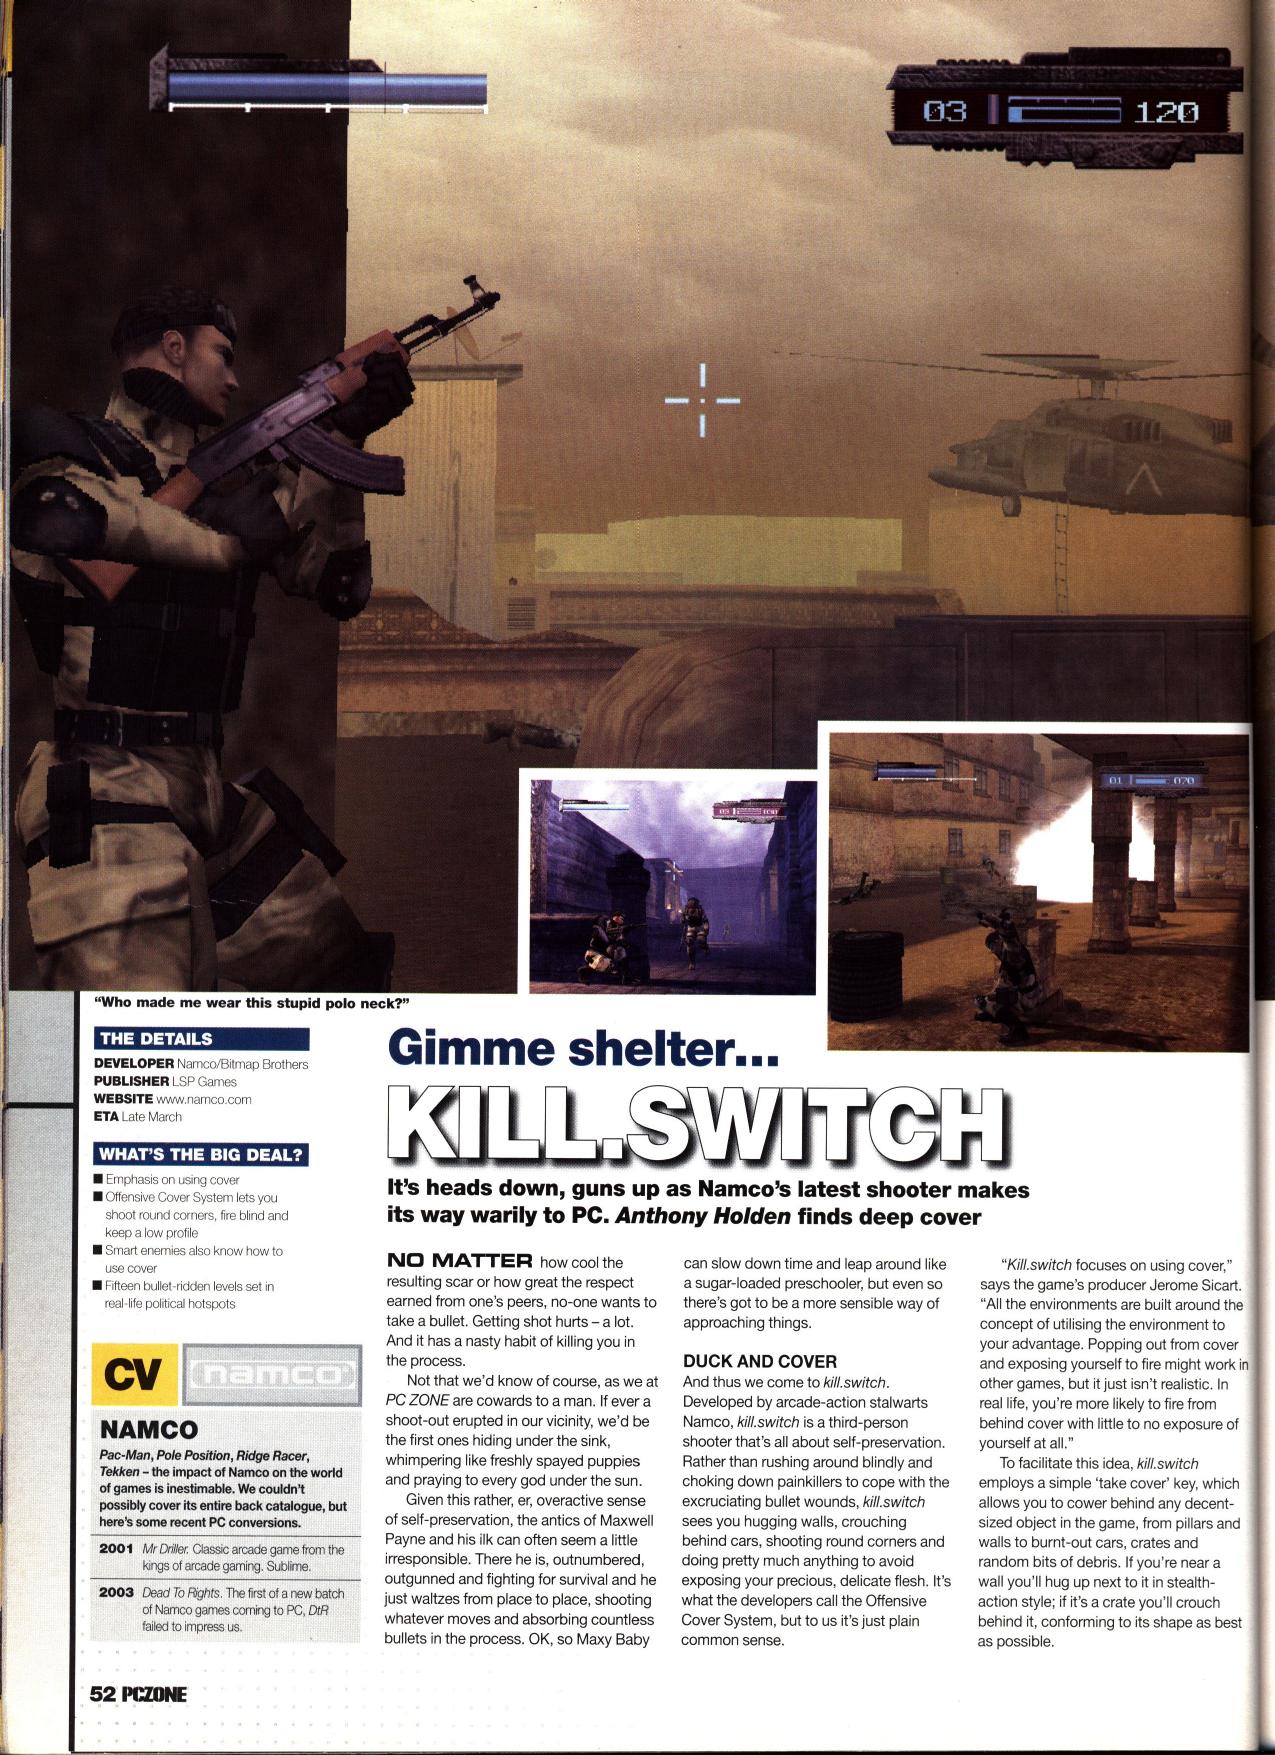 03 120
03 100
01 070
"Who made me wear this stupid polo neck?"
THE DETAILS
DEVELOPER Namco/Bitmap Brothers
PUBLISHER LSP Games
WEBSITE www.namco.com
ETA Late March
WHAT'S THE BIG DEAL?
■ Emphasis on using cover
■ Offensive Cover System lets you
shoot round corners, fire blind and
keep a low profile
■ Smart enemies also know how to
use cover
■ Fifteen bullet-ridden levels set in
real-life political hotspots
CV namco
NAMCO
Pac-Man, Pole Position, Ridge Racer,
Tekken – the impact of Namco on the world
of games is inestimable. We couldn't
possibly cover its entire back catalogue, but
here's some recent PC conversions.
2001 Mr Driller. Classic arcade game from the
kings of arcade gaming. Sublime.
2003 Dead To Rights. The first of a new batch
of Namco games coming to PC, DtR
failed to impress us.
Gimme shelter...
KILL.SWITCH
It's heads down, guns up as Namco's latest shooter makes
its way warily to PC. Anthony Holden finds deep cover
NO MATTER how cool the
resulting scar or how great the respect
earned from one's peers, no-one wants to
take a bullet. Getting shot hurts – a lot.
And it has a nasty habit of killing you in
the process.
Not that we'd know of course, as we at
PC ZONE are cowards to a man. If ever a
shoot-out erupted in our vicinity, we'd be
the first ones hiding under the sink,
whimpering like freshly spayed puppies
and praying to every god under the sun.
Given this rather, er, overactive sense
of self-preservation, the antics of Maxwell
Payne and his ilk can often seem a little
irresponsible. There he is, outnumbered,
outgunned and fighting for survival and he
just waltzes from place to place, shooting
whatever moves and absorbing countless
bullets in the process. OK, so Maxy Baby
can slow down time and leap around like
a sugar-loaded preschooler, but even so
there's got to be a more sensible way of
approaching things.
DUCK AND COVER
And thus we come to kill.switch.
Developed by arcade-action stalwarts
Namco, kill.switch is a third-person
shooter that's all about self-preservation.
Rather than rushing around blindly and
choking down painkillers to cope with the
excruciating bullet wounds, kill.switch
sees you hugging walls, crouching
behind cars, shooting round corners and
doing pretty much anything to avoid
exposing your precious, delicate flesh. It's
what the developers call the Offensive
Cover System, but to us it's just plain
common sense.
"Kill.switch focuses on using cover,"
says the game's producer Jerome Sicart.
"All the environments are built around the
concept of utilising the environment to
your advantage. Popping out from cover
and exposing yourself to fire might work in
other games, but it just isn't realistic. In
real life, you're more likely to fire from
behind cover with little to no exposure of
yourself at all."
To facilitate this idea, kill.switch
employs a simple 'take cover' key, which
allows you to cower behind any decent-
sized object in the game, from pillars and
walls to burnt-out cars, crates and
random bits of debris. If you're near a
wall you'll hug up next to it in stealth-
action style; if it's a crate you'll crouch
behind it, conforming to its shape as best
as possible.
52 PCZONE